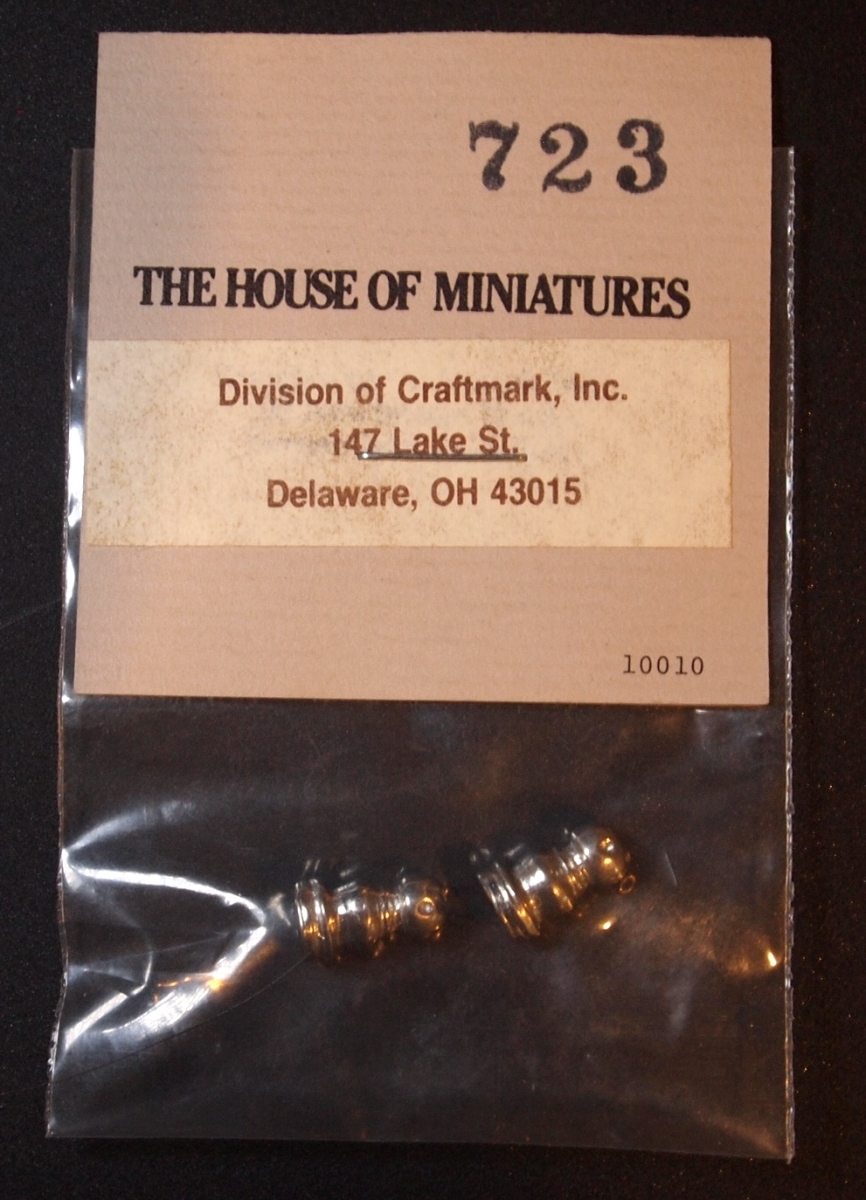 723
THE HOUSE OF MINIATURES
Division of Craftmark, Inc.
147 Lake St.
Delaware, OH 43015
10010